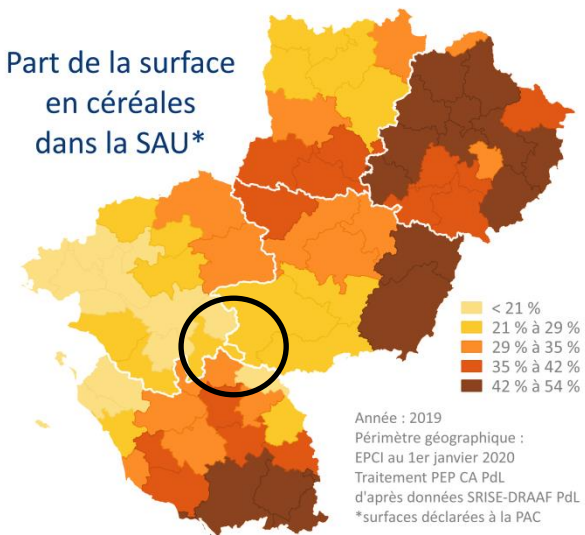 Part de la surface
en céréales
dans la SAU*
< 21 %
21 % à 29 %
29 % à 35 %
35 % à 42 %
42 % à 54 %
Année : 2019
Périmètre géographique :
EPCI au 1er janvier 2020
Traitement PEP CA PdL
d'après données SRISE-DRAAF PdL
*surfaces déclarées à la PAC